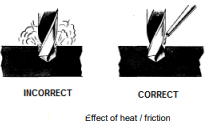 INCORRECT
CORRECT
Effect of heat / friction